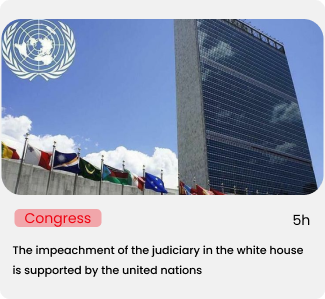 Congress
5h
The impeachment of the judiciary in the white house
is supported by the united nations